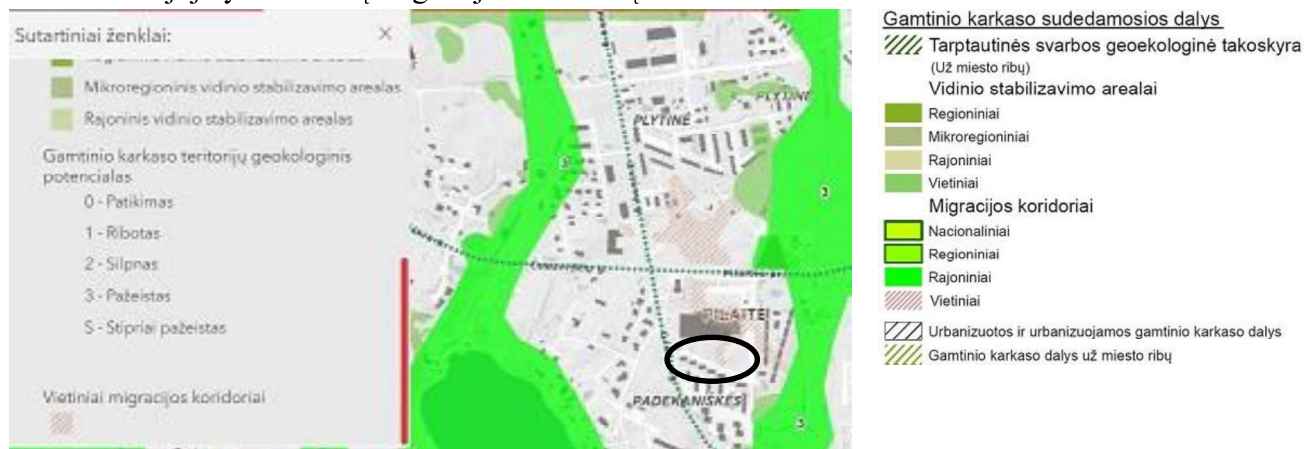 Sutartiniai ženklai:
Mikroregioninis vidinio stabilizavimo arealas
Rajoninis vidinio stabilizavimo arealas
Gamtinio karkaso teritorijų geokologinis
potencialas
0 - Patikimas
1 - Ribotas
2 - Silpnas
3 - Pažeistas
S - Stipriai pažeistas
Vietiniai migracijos koridoriai
PLYTINĖ
3
3
PADEKANIŠKĖS
3
Gamtinio karkaso sudedamosios dalys
Tarptautinės svarbos geoekologinė takoskyra
(Už miesto ribų)
Vidinio stabilizavimo arealai
Regioniniai
Mikroregioniniai
Rajoniniai
Vietiniai
Migracijos koridoriai
Nacionaliniai
Regioniniai
Rajoniniai
Vietiniai
Urbanizuotos ir urbanizuojamos gamtinio karkaso dalys
Gamtinio karkaso dalys už miesto ribų